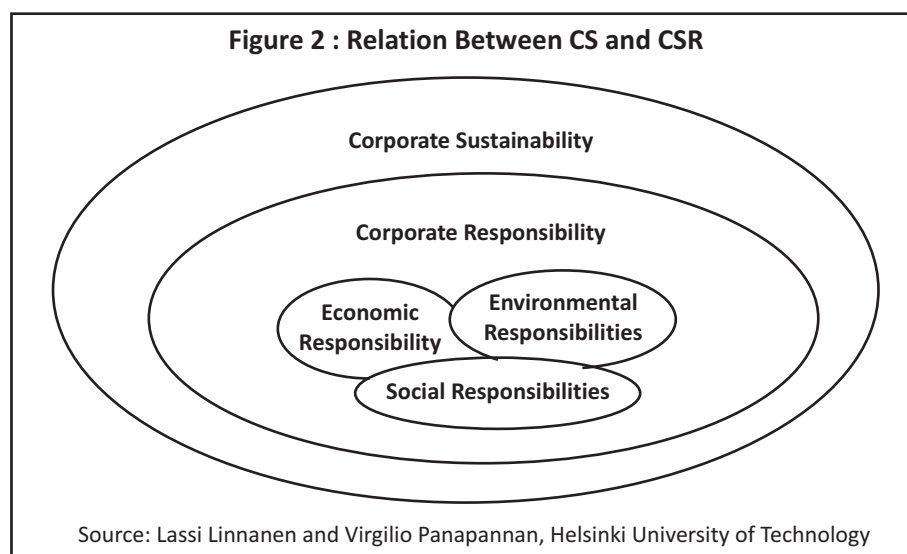 Figure 2 : Relation Between CS and CSR
Corporate Sustainability
Corporate Responsibility
Economic
Responsibility
Environmental
Responsibilities
Social Responsibilities
Source: Lassi Linnanen and Virgilio Panapannan, Helsinki University of Technology